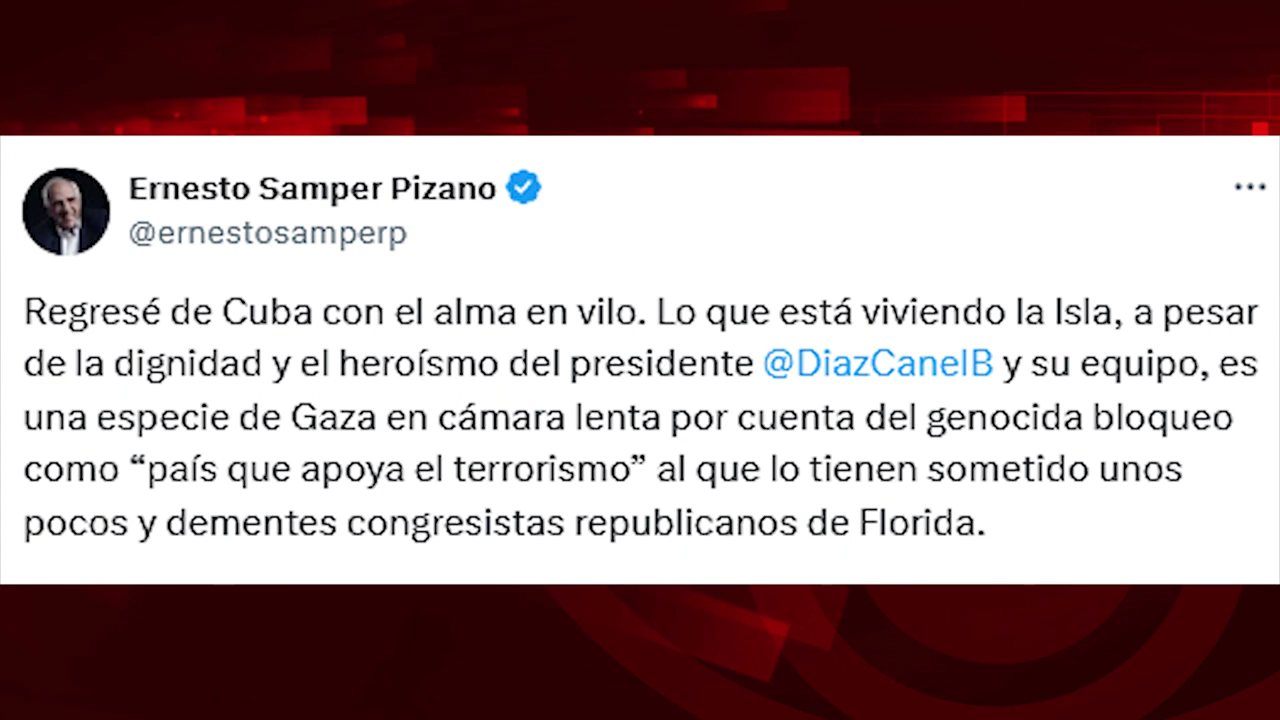 Ernesto Samper Pizano
@ernestosamperp
Regresé de Cuba con el alma en vilo. Lo que está viviendo la Isla, a pesar
de la dignidad y el heroísmo del presidente @DiazCanelB y su equipo, es
una especie de Gaza en cámara lenta por cuenta del genocida bloqueo
como “país que apoya el terrorismo” al que lo tienen sometido unos
pocos y dementes congresistas republicanos de Florida.